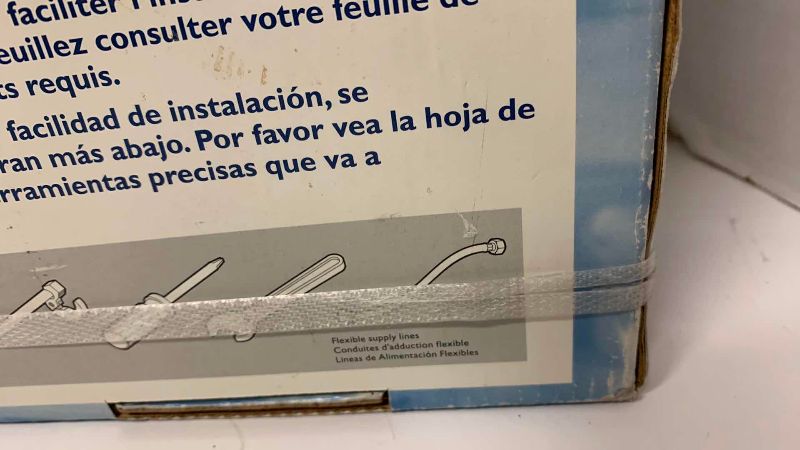 faciliter l'ins
euillez consulter votre feuille de
ts requis.
facilidad de instalación, se
ran más abajo. Por favor vea la hoja de
rramientas precisas que va a
Flexible supply lines
Conduites d'adduction flexible
Lineas de Alimentación Flexibles